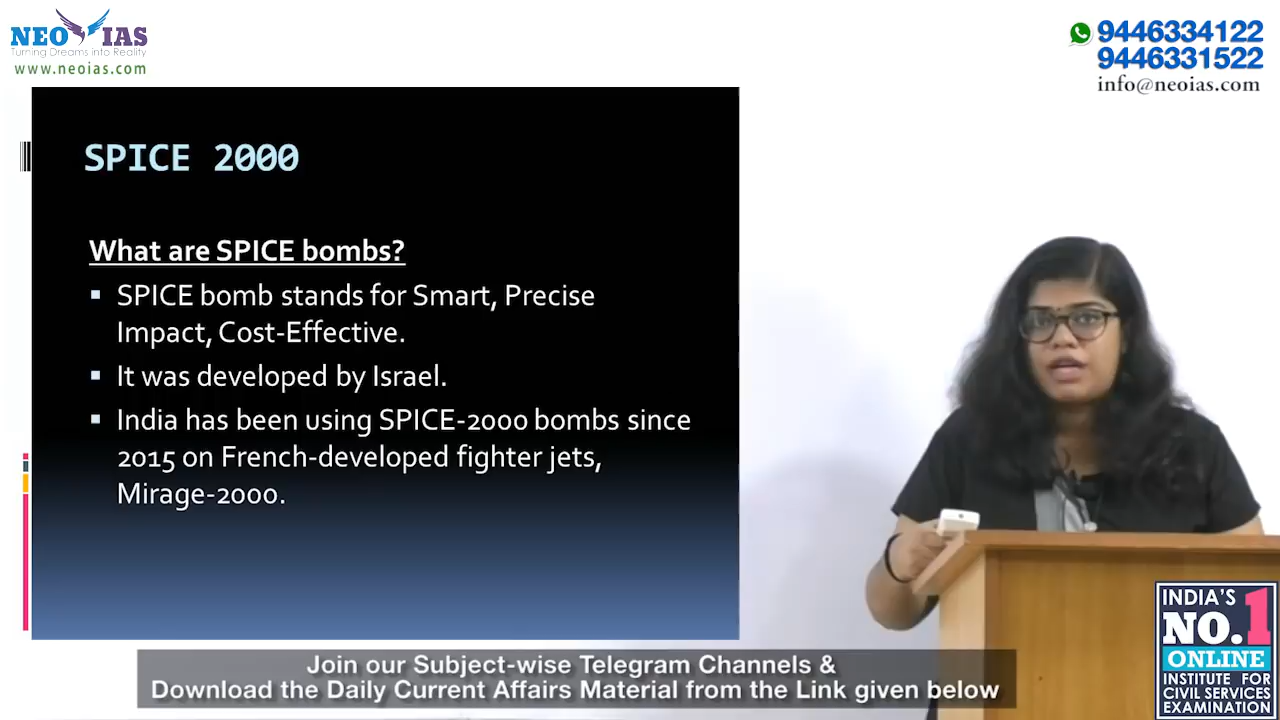 NEO IAS
Turning Dreams into Reality
www.neoias.com
9446334122
9446331522
info@neoias.com
SPICE 2000
What are SPICE bombs?
▪ SPICE bomb stands for Smart, Precise
Impact, Cost-Effective.
▪ It was developed by Israel.
▪ India has been using SPICE-2000 bombs since
2015 on French-developed fighter jets,
Mirage-2000.
INDIA'S
NO.1
ONLINE
INSTITUTE FOR
CIVIL SERVICES
EXAMINATION
Join our Subject-wise Telegram Channels &
Download the Daily Current Affairs Material from the Link given below